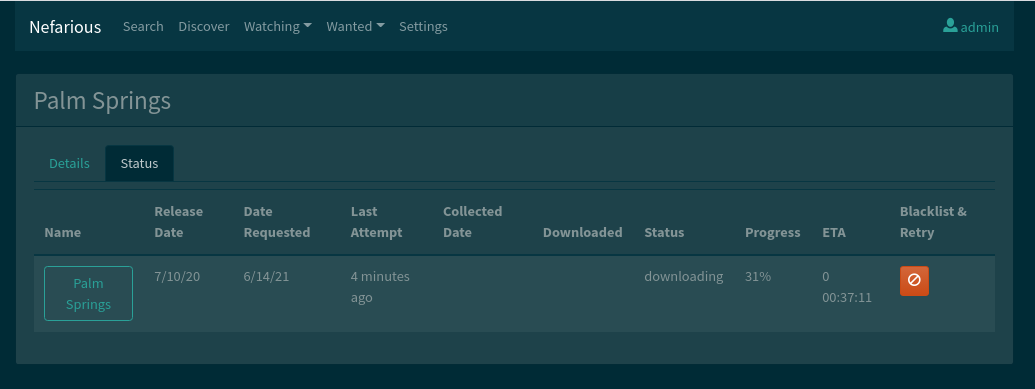 Nefarious Search Discover Watching Wanted Settings admin
Palm Springs
Details Status
Name Release Date Date Requested Last Attempt Collected Date Downloaded Status Progress ETA Blacklist & Retry
Palm Springs 7/10/20 6/14/21 4 minutes ago downloading 31% 0 00:37:11